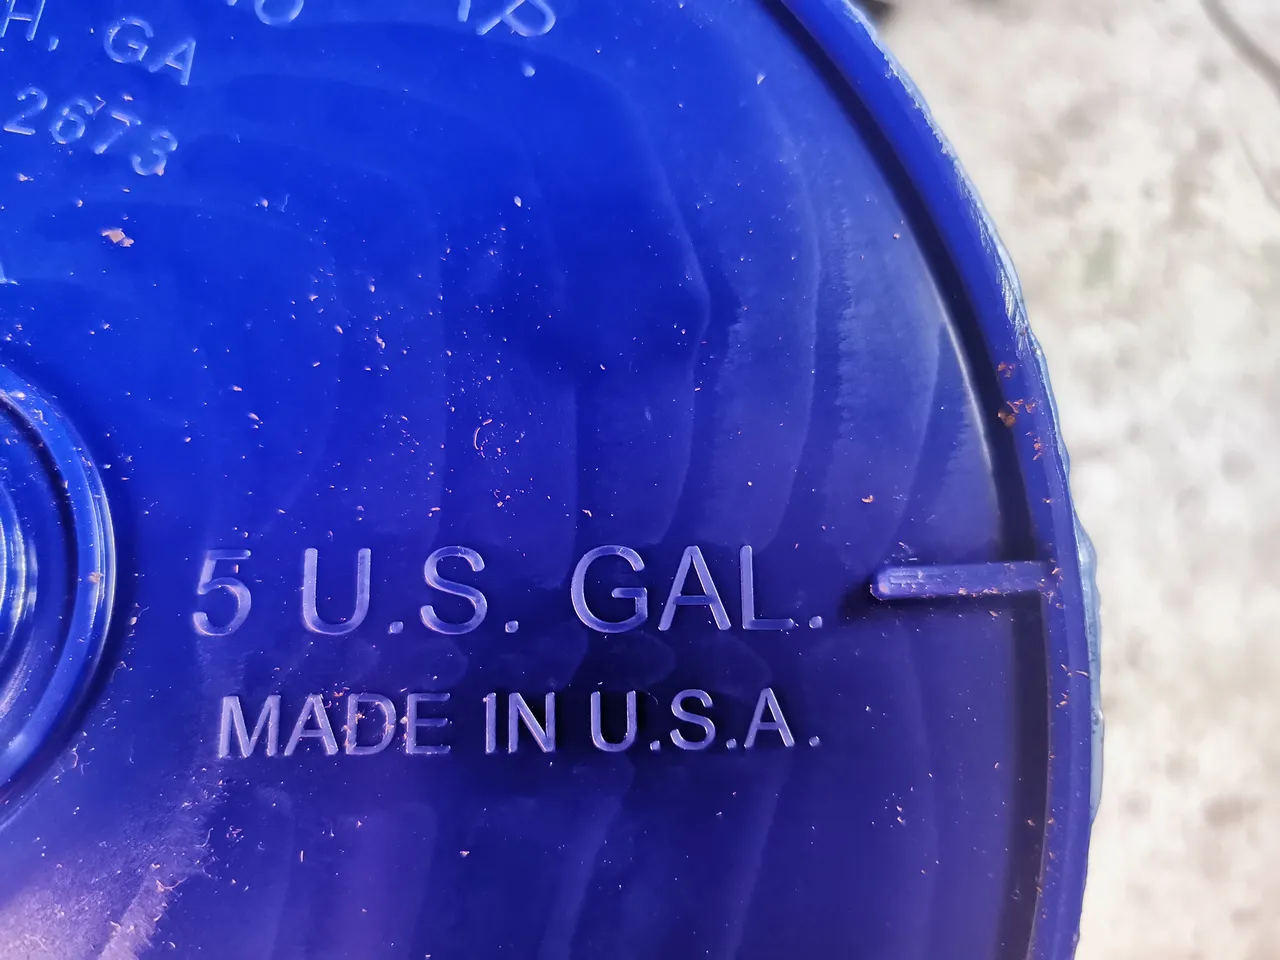 GA
2673
5 U.S. GAL.
MADE IN U.S.A.